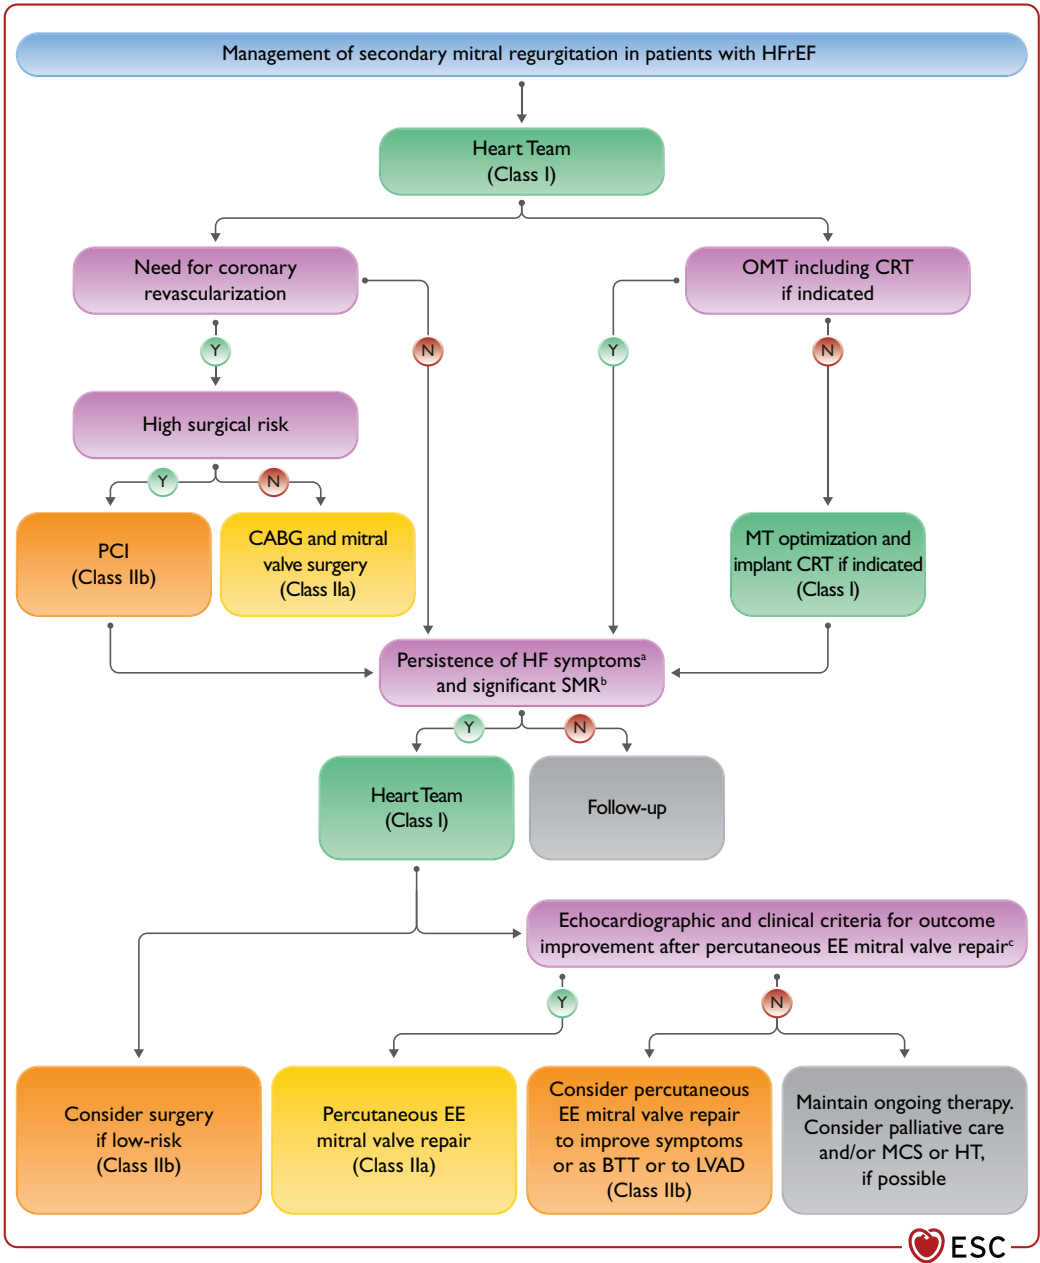 Management of secondary mitral regurgitation in patients with HFrEF
Heart Team
(Class I)
Need for coronary
revascularization
OMT including CRT
if indicated
Y
N
Y
N
High surgical risk
Y
N
PCI
(Class IIb)
CABG and mitral
valve surgery
(Class IIa)
MT optimization and
implant CRT if indicated
(Class I)
Persistence of HF symptomsᵃ
and significant SMRᵇ
Y
N
Heart Team
(Class I)
Follow-up
Echocardiographic and clinical criteria for outcome
improvement after percutaneous EE mitral valve repairᶜ
Y
N
Consider surgery
if low-risk
(Class IIb)
Percutaneous EE
mitral valve repair
(Class IIa)
Consider percutaneous
EE mitral valve repair
to improve symptoms
or as BTT or to LVAD
(Class IIb)
Maintain ongoing therapy.
Consider palliative care
and/or MCS or HT,
if possible
ESC